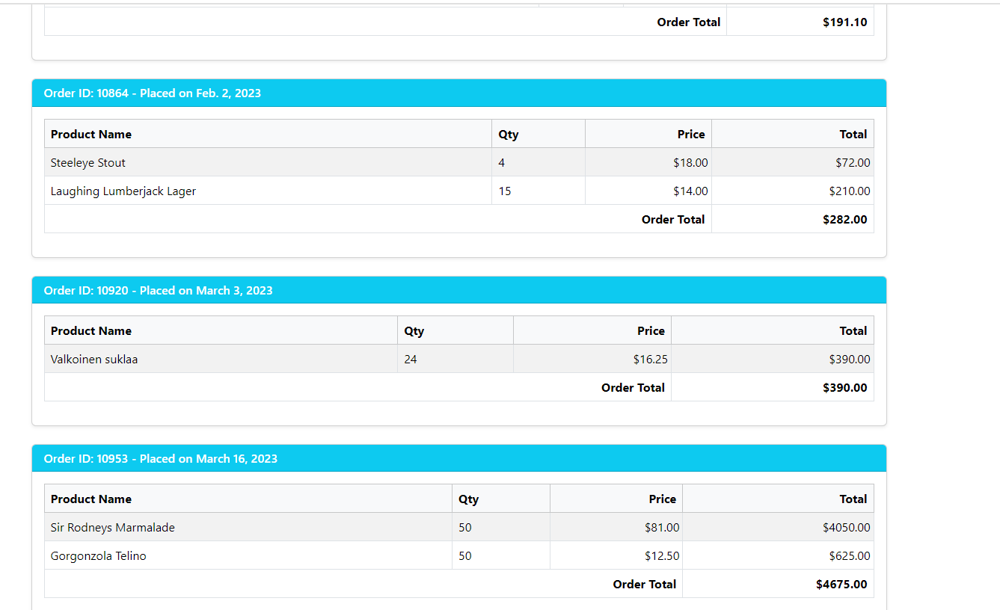 Order Total $191.10
Order ID: 10864 - Placed on Feb. 2, 2023
Product Name Qty Price Total
Steeleye Stout 4 $18.00 $72.00
Laughing Lumberjack Lager 15 $14.00 $210.00
Order Total $282.00
Order ID: 10920 - Placed on March 3, 2023
Product Name Qty Price Total
Valkoinen suklaa 24 $16.25 $390.00
Order Total $390.00
Order ID: 10953 - Placed on March 16, 2023
Product Name Qty Price Total
Sir Rodneys Marmalade 50 $81.00 $4050.00
Gorgonzola Telino 50 $12.50 $625.00
Order Total $4675.00